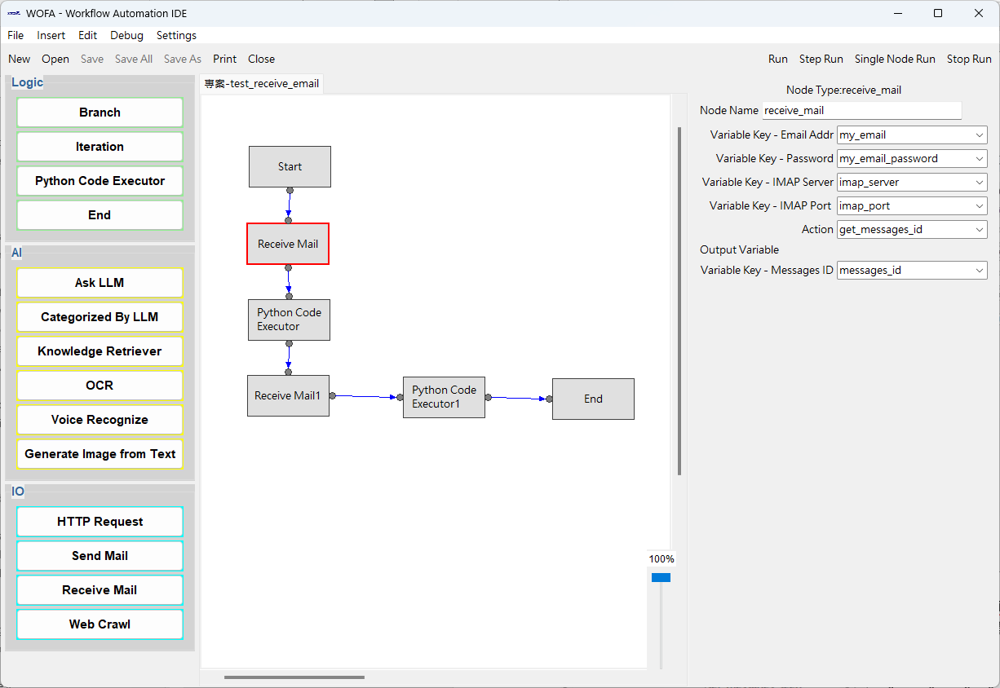 WOFA - Workflow Automation IDE
File Insert Edit Debug Settings
New Open Save Save All Save As Print Close Run Step Run Single Node Run Stop Run
Logic
Branch
Iteration
Python Code Executor
End
AI
Ask LLM
Categorized By LLM
Knowledge Retriever
OCR
Voice Recognize
Generate Image from Text
IO
HTTP Request
Send Mail
Receive Mail
Web Crawl
専案-test_receive_email
Start
Receive Mail
Python Code
Executor
Receive Mail1
Python Code
Executor1
End
100%
Node Type:receive_mail
Node Name receive_mail
Variable Key - Email Addr my_email
Variable Key - Password my_email_password
Variable Key - IMAP Server imap_server
Variable Key - IMAP Port imap_port
Action get_messages_id
Output Variable
Variable Key - Messages ID messages_id